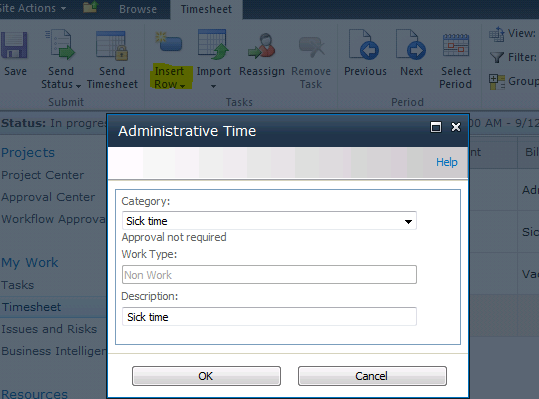 Site Actions Browse Timesheet
Save Send Status Send Timesheet Insert Row Import Reassign Remove Task Previous Next Select Period View:
Filter:
Group
Submit Tasks Period
Status: In progres 00 AM - 9/12
Administrative Time
Help
Projects
Project Center
Approval Center
Workflow Approva
My Work
Tasks
Timesheet
Issues and Risks
Business Intelligen
Resources
Category:
Sick time
Approval not required
Work Type:
Non Work
Description:
Sick time
OK Cancel
nt Bil
Adr
Sic
Vac